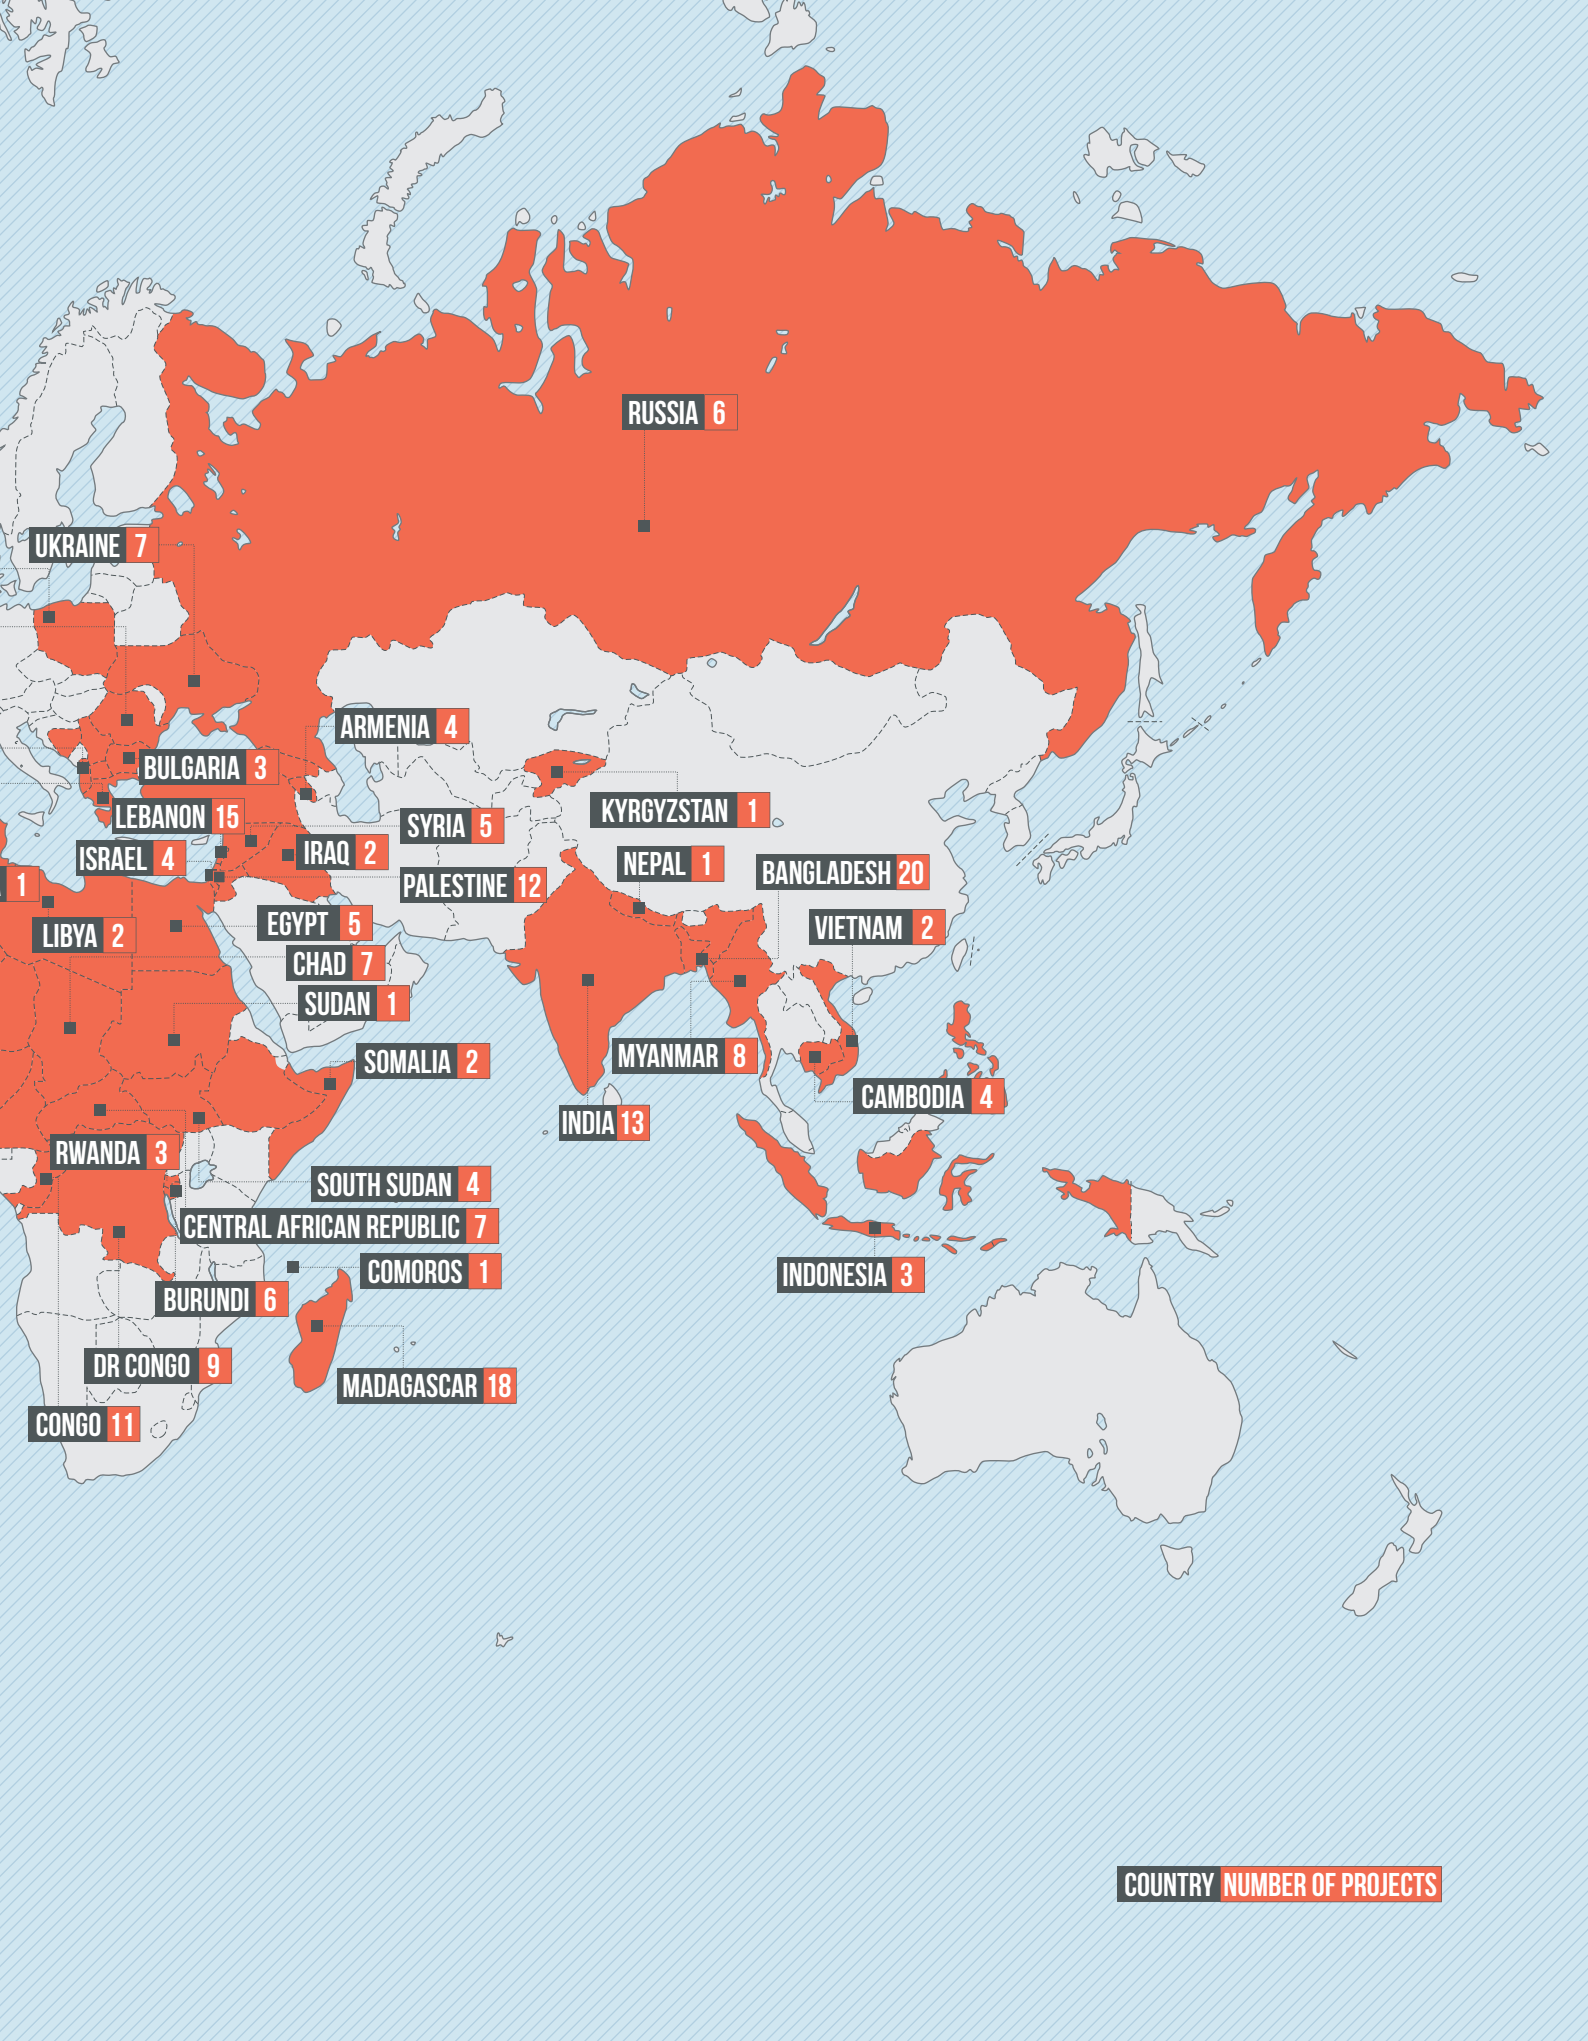 RUSSIA 6
UKRAINE 7
ARMENIA 4
BULGARIA 3
KYRGYZSTAN 1
LEBANON 15
SYRIA 5
IRAQ 2
ISRAEL 4
NEPAL 1
BANGLADESH 20
1
PALESTINE 12
EGYPT 5
VIETNAM 2
LIBYA 2
CHAD 7
SUDAN 1
MYANMAR 8
SOMALIA 2
CAMBODIA 4
INDIA 13
RWANDA 3
SOUTH SUDAN 4
CENTRAL AFRICAN REPUBLIC 7
COMOROS 1
INDONESIA 3
BURUNDI 6
DR CONGO 9
MADAGASCAR 18
CONGO 11
COUNTRY NUMBER OF PROJECTS